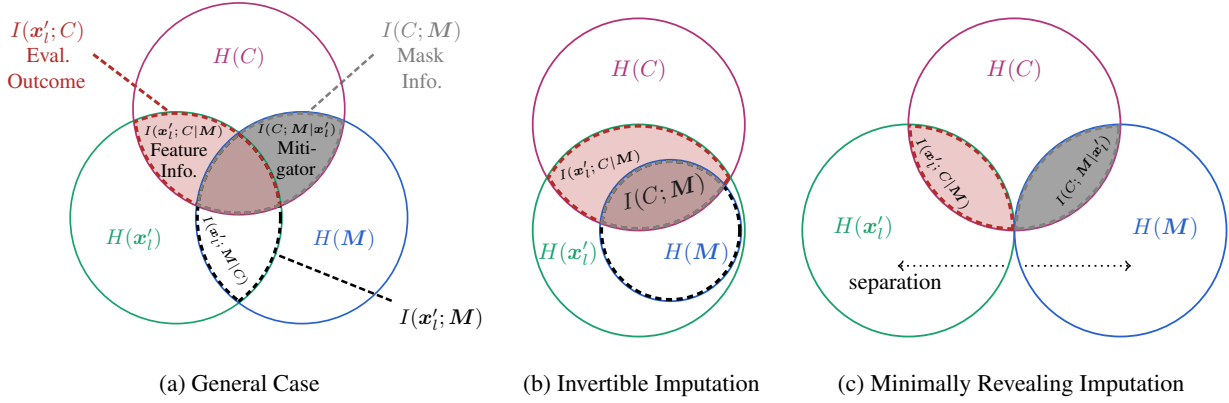 I(x′_l; C)
Eval.
Outcome
H(C)
I(C; M)
Mask
Info.
I(x′_l; C|M)
Feature
Info.
I(C; M|x′_l)
Miti-
gator
H(x′_l)
I(x′_l; M|C)
H(M)
I(x′_l; M)
(a) General Case
H(C)
I(x′_l; C|M)
I(C; M)
H(x′_l)
H(M)
(b) Invertible Imputation
H(C)
I(x′_l; C|M)
I(C; M|x′_l)
H(x′_l)
H(M)
separation
(c) Minimally Revealing Imputation